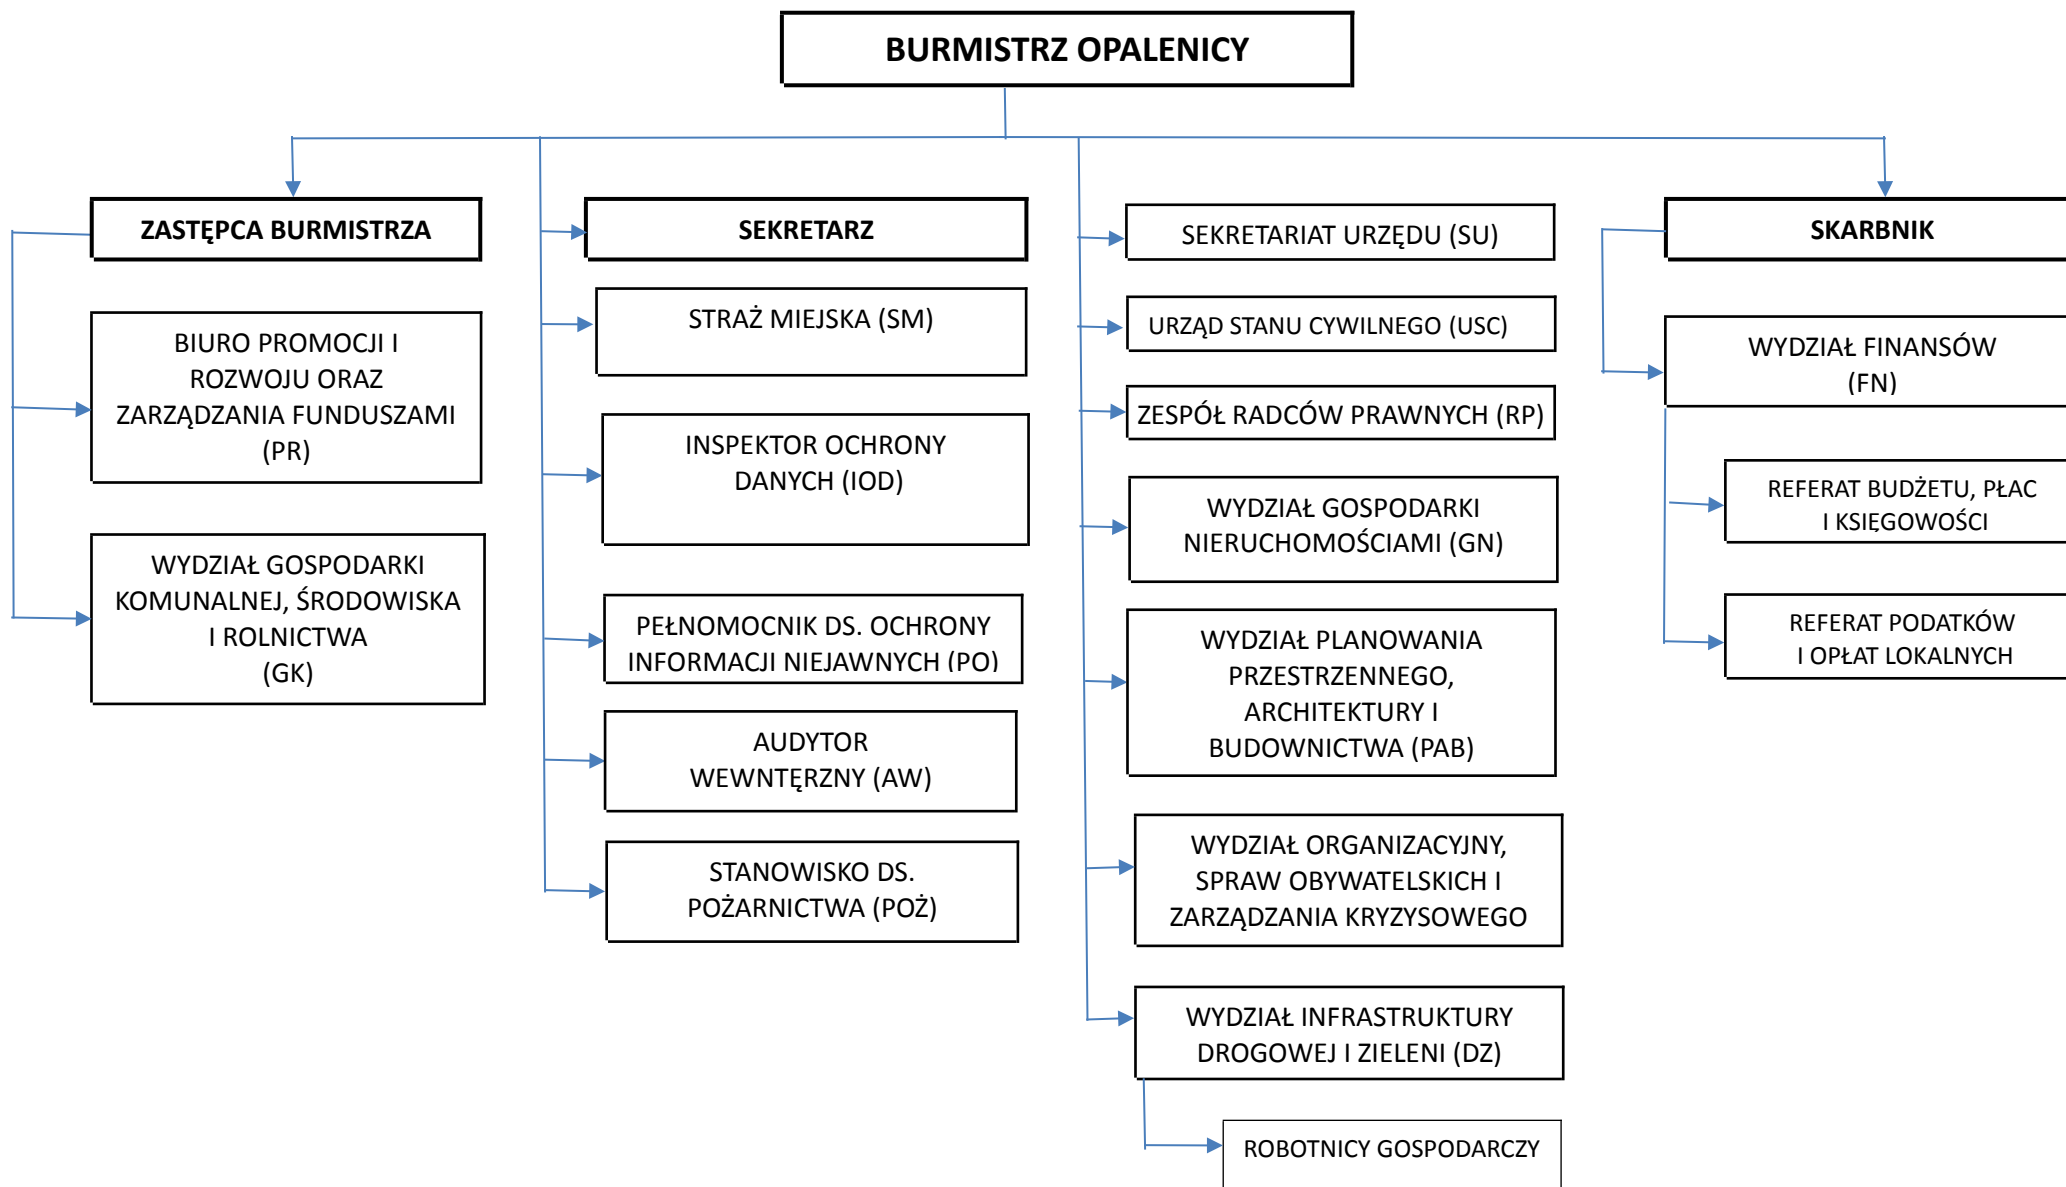 BURMISTRZ OPALENICY
ZASTĘPCA BURMISTRZA
BIURO PROMOCJI I
ROZWOJU ORAZ
ZARZĄDZANIA FUNDUSZAMI
(PR)
WYDZIAŁ GOSPODARKI
KOMUNALNEJ, ŚRODOWISKA
I ROLNICTWA
(GK)
SEKRETARZ
STRAŻ MIEJSKA (SM)
INSPEKTOR OCHRONY
DANYCH (IOD)
PEŁNOMOCNIK DS. OCHRONY
INFORMACJI NIEJAWNYCH (PO)
AUDYTOR
WEWNTĘRZNY (AW)
STANOWISKO DS.
POŻARNICTWA (POŻ)
SEKRETARIAT URZĘDU (SU)
URZĄD STANU CYWILNEGO (USC)
ZESPÓŁ RADCÓW PRAWNYCH (RP)
WYDZIAŁ GOSPODARKI
NIERUCHOMOŚCIAMI (GN)
WYDZIAŁ PLANOWANIA
PRZESTRZENNEGO,
ARCHITEKTURY I
BUDOWNICTWA (PAB)
WYDZIAŁ ORGANIZACYJNY,
SPRAW OBYWATELSKICH I
ZARZĄDZANIA KRYZYSOWEGO
WYDZIAŁ INFRASTRUKTURY
DROGOWEJ I ZIELENI (DZ)
ROBOTNICY GOSPODARCZY
SKARBNIK
WYDZIAŁ FINANSÓW
(FN)
REFERAT BUDŻETU, PŁAC
I KSIĘGOWOŚCI
REFERAT PODATKÓW
I OPŁAT LOKALNYCH